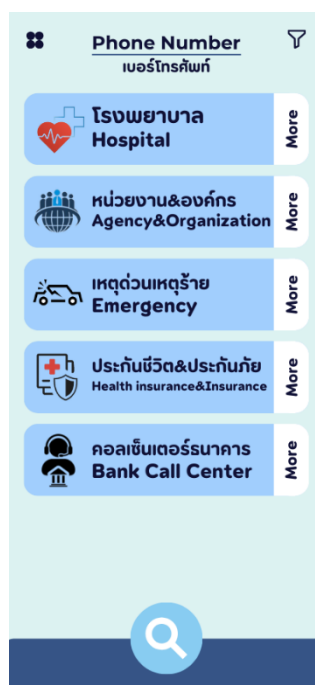 Phone Number
เบอร์โทรศัพท์
โรงพยาบาล
Hospital
More
หน่วยงาน&องค์กร
Agency&Organization
More
เหตุด่วนเหตุร้าย
Emergency
More
ประกันชีวิต&ประกันภัย
Health insurance&Insurance
More
คอลเซ็นเตอร์ธนาคาร
Bank Call Center
More